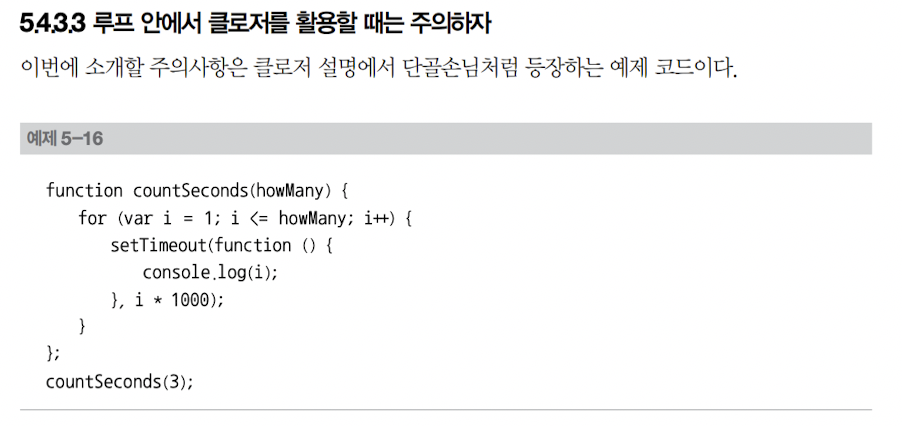 5.4.3.3 루프 안에서 클로저를 활용할 때는 주의하자
이번에 소개할 주의사항은 클로저 설명에서 단골손님처럼 등장하는 예제 코드이다.
예제 5-16
function countSeconds(howMany) {
for (var i = 1; i <= howMany; i++) {
setTimeout(function () {
console.log(i);
}, i * 1000);
}
};
countSeconds(3);